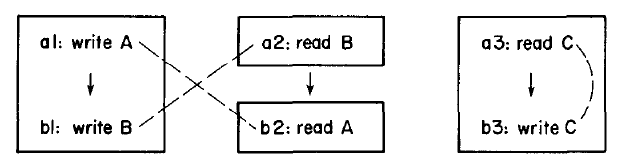 a1: write A
a2: read B
a3: read C
b1: write B
b2: read A
b3: write C